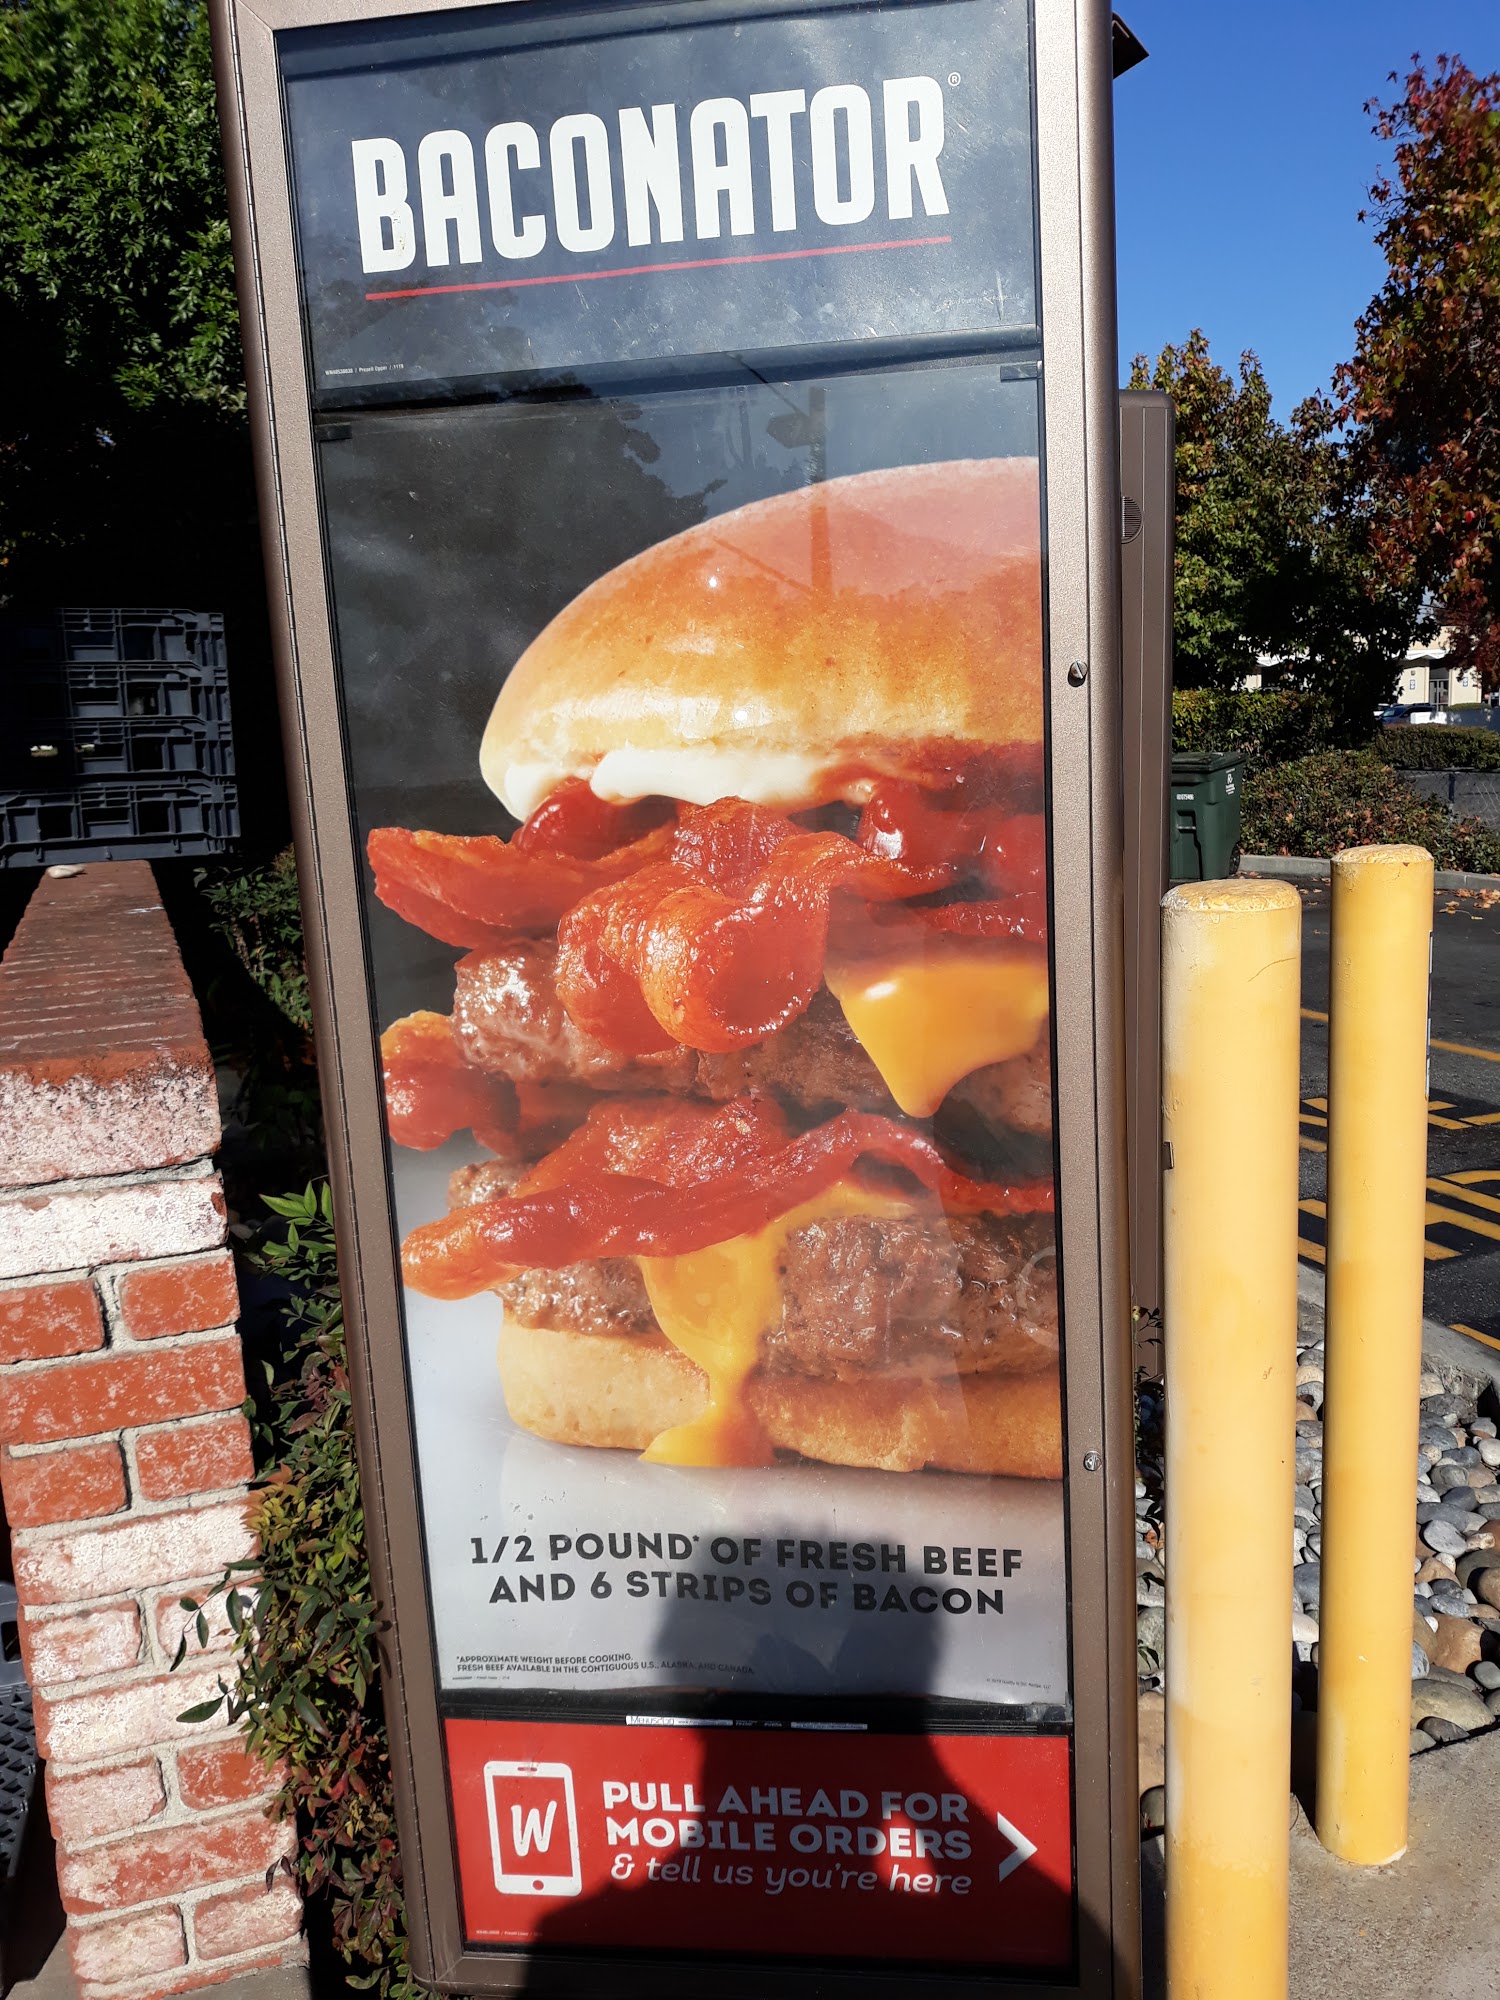 BACONATOR®
1/2 POUND* OF FRESH BEEF
AND 6 STRIPS OF BACON
*APPROXIMATE WEIGHT BEFORE COOKING.
FRESH BEEF AVAILABLE IN THE CONTIGUOUS U.S., ALASKA, AND CANADA.
W
PULL AHEAD FOR
MOBILE ORDERS
& tell us you're here